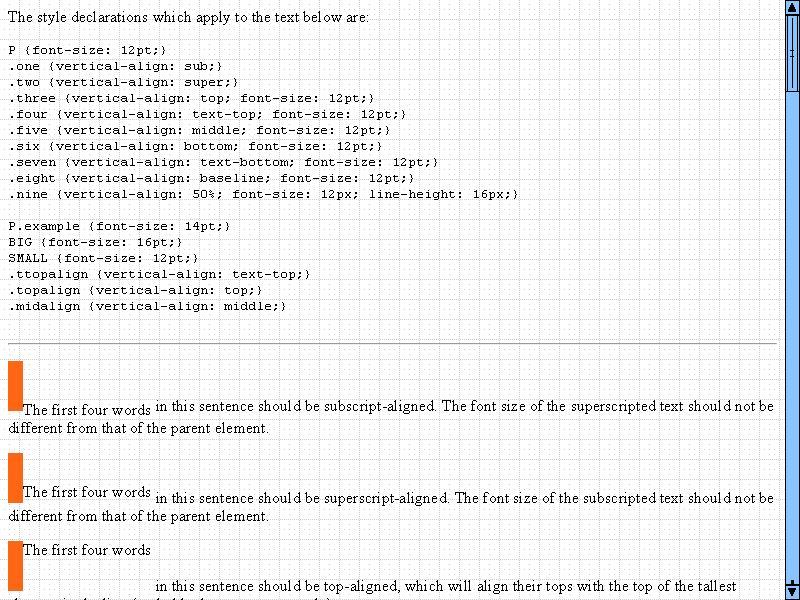 The style declarations which apply to the text below are:
P {font-size: 12pt;}
.one {vertical-align: sub;}
.two {vertical-align: super;}
.three {vertical-align: top; font-size: 12pt;}
.four {vertical-align: text-top; font-size: 12pt;}
.five {vertical-align: middle; font-size: 12pt;}
.six {vertical-align: bottom; font-size: 12pt;}
.seven {vertical-align: text-bottom; font-size: 12pt;}
.eight {vertical-align: baseline; font-size: 12pt;}
.nine {vertical-align: 50%; font-size: 12px; line-height: 16px;}
P.example {font-size: 14pt;}
BIG {font-size: 16pt;}
SMALL {font-size: 12pt;}
.ttopalign {vertical-align: text-top;}
.topalign {vertical-align: top;}
.midalign {vertical-align: middle;}
The first four words in this sentence should be subscript-aligned. The font size of the superscripted text should not be
different from that of the parent element.
The first four words in this sentence should be superscript-aligned. The font size of the subscripted text should not be
different from that of the parent element.
The first four words
in this sentence should be top-aligned, which will align their tops with the top of the tallest